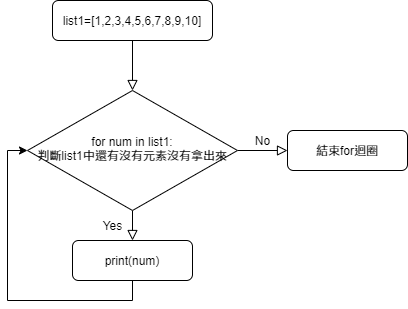 list1=[1,2,3,4,5,6,7,8,9,10]
for num in list1:
判斷list1中還有沒有元素沒有拿出來
No
結束for迴圈
Yes
print(num)